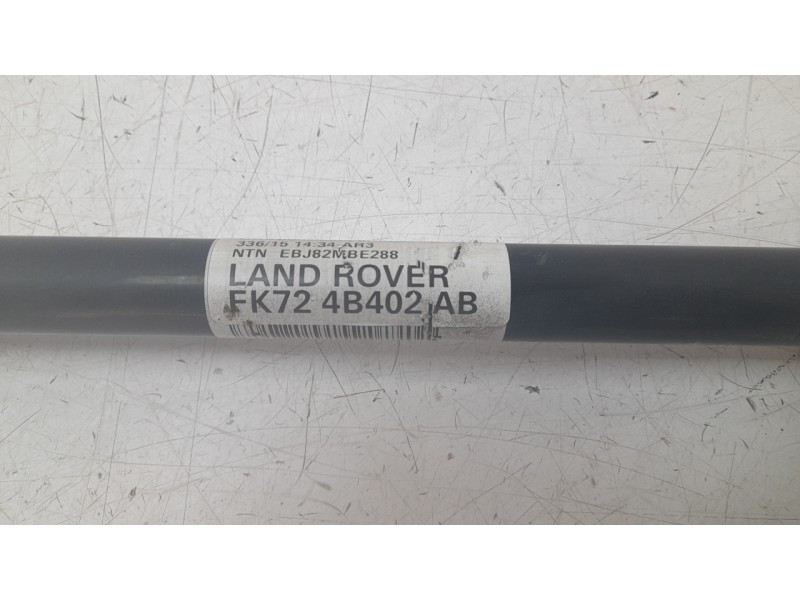 336/15 14:34 AR3
NTN EBJ82MBE288
LAND ROVER
FK72 4B402 AB